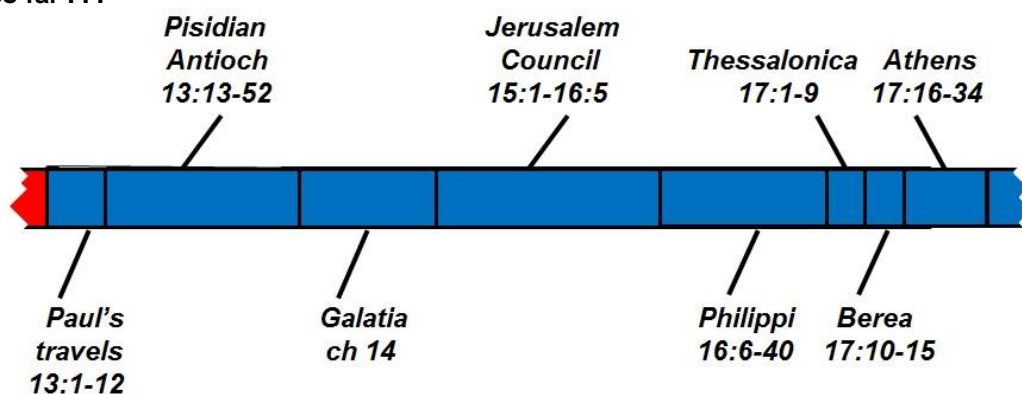 Pisidian
Antioch
13:13-52
Jerusalem
Council
15:1-16:5
Thessalonica
17:1-9
Athens
17:16-34
Paul's
travels
13:1-12
Galatia
ch 14
Philippi
16:6-40
Berea
17:10-15